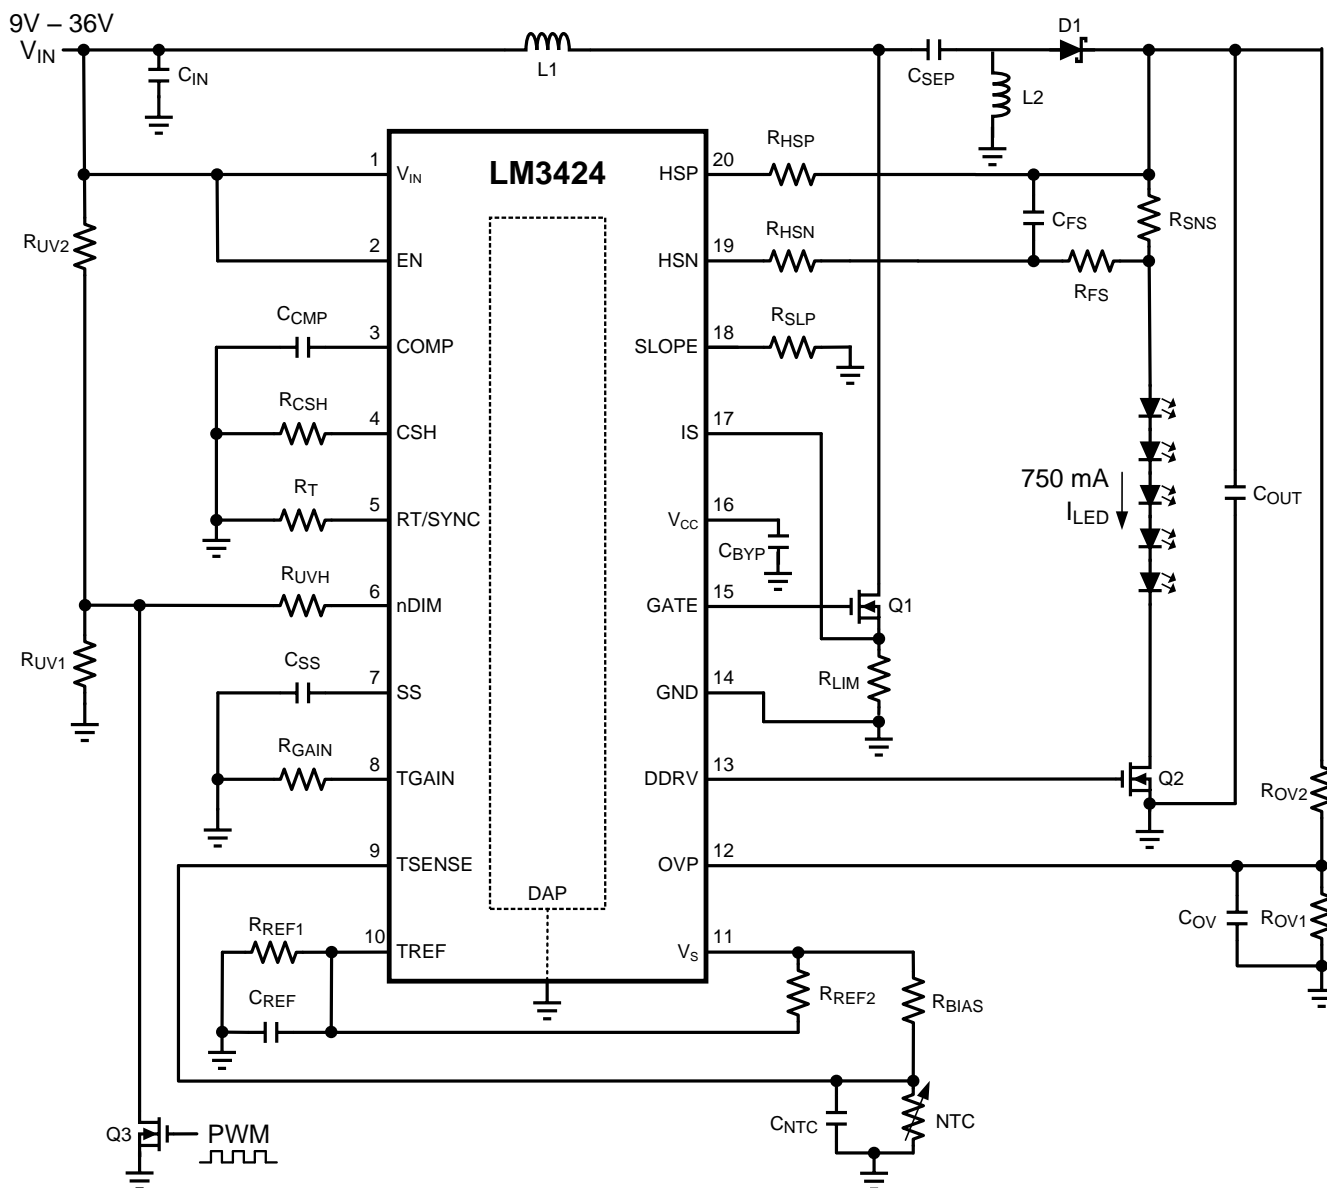 9V – 36V
VIN
CIN
L1
CSEP
D1
L2
LM3424
RUV2
1
VIN
HSP
20
RHSP
2
EN
HSN
19
RHSN
CFS
RSNS
RFS
CCMP
3
COMP
SLOPE
18
RSLP
RCSH
4
CSH
IS
17
750 mA
ILED
COUT
RT
5
RT/SYNC
VCC
16
CBYP
RUVH
6
nDIM
GATE
15
Q1
RUV1
CSS
7
SS
GND
14
RLIM
RGAIN
8
TGAIN
DDRV
13
Q2
ROV2
9
TSENSE
OVP
12
DAP
COV
ROV1
RREF1
10
TREF
VS
11
CREF
RREF2
RBIAS
CNTC
NTC
Q3
PWM